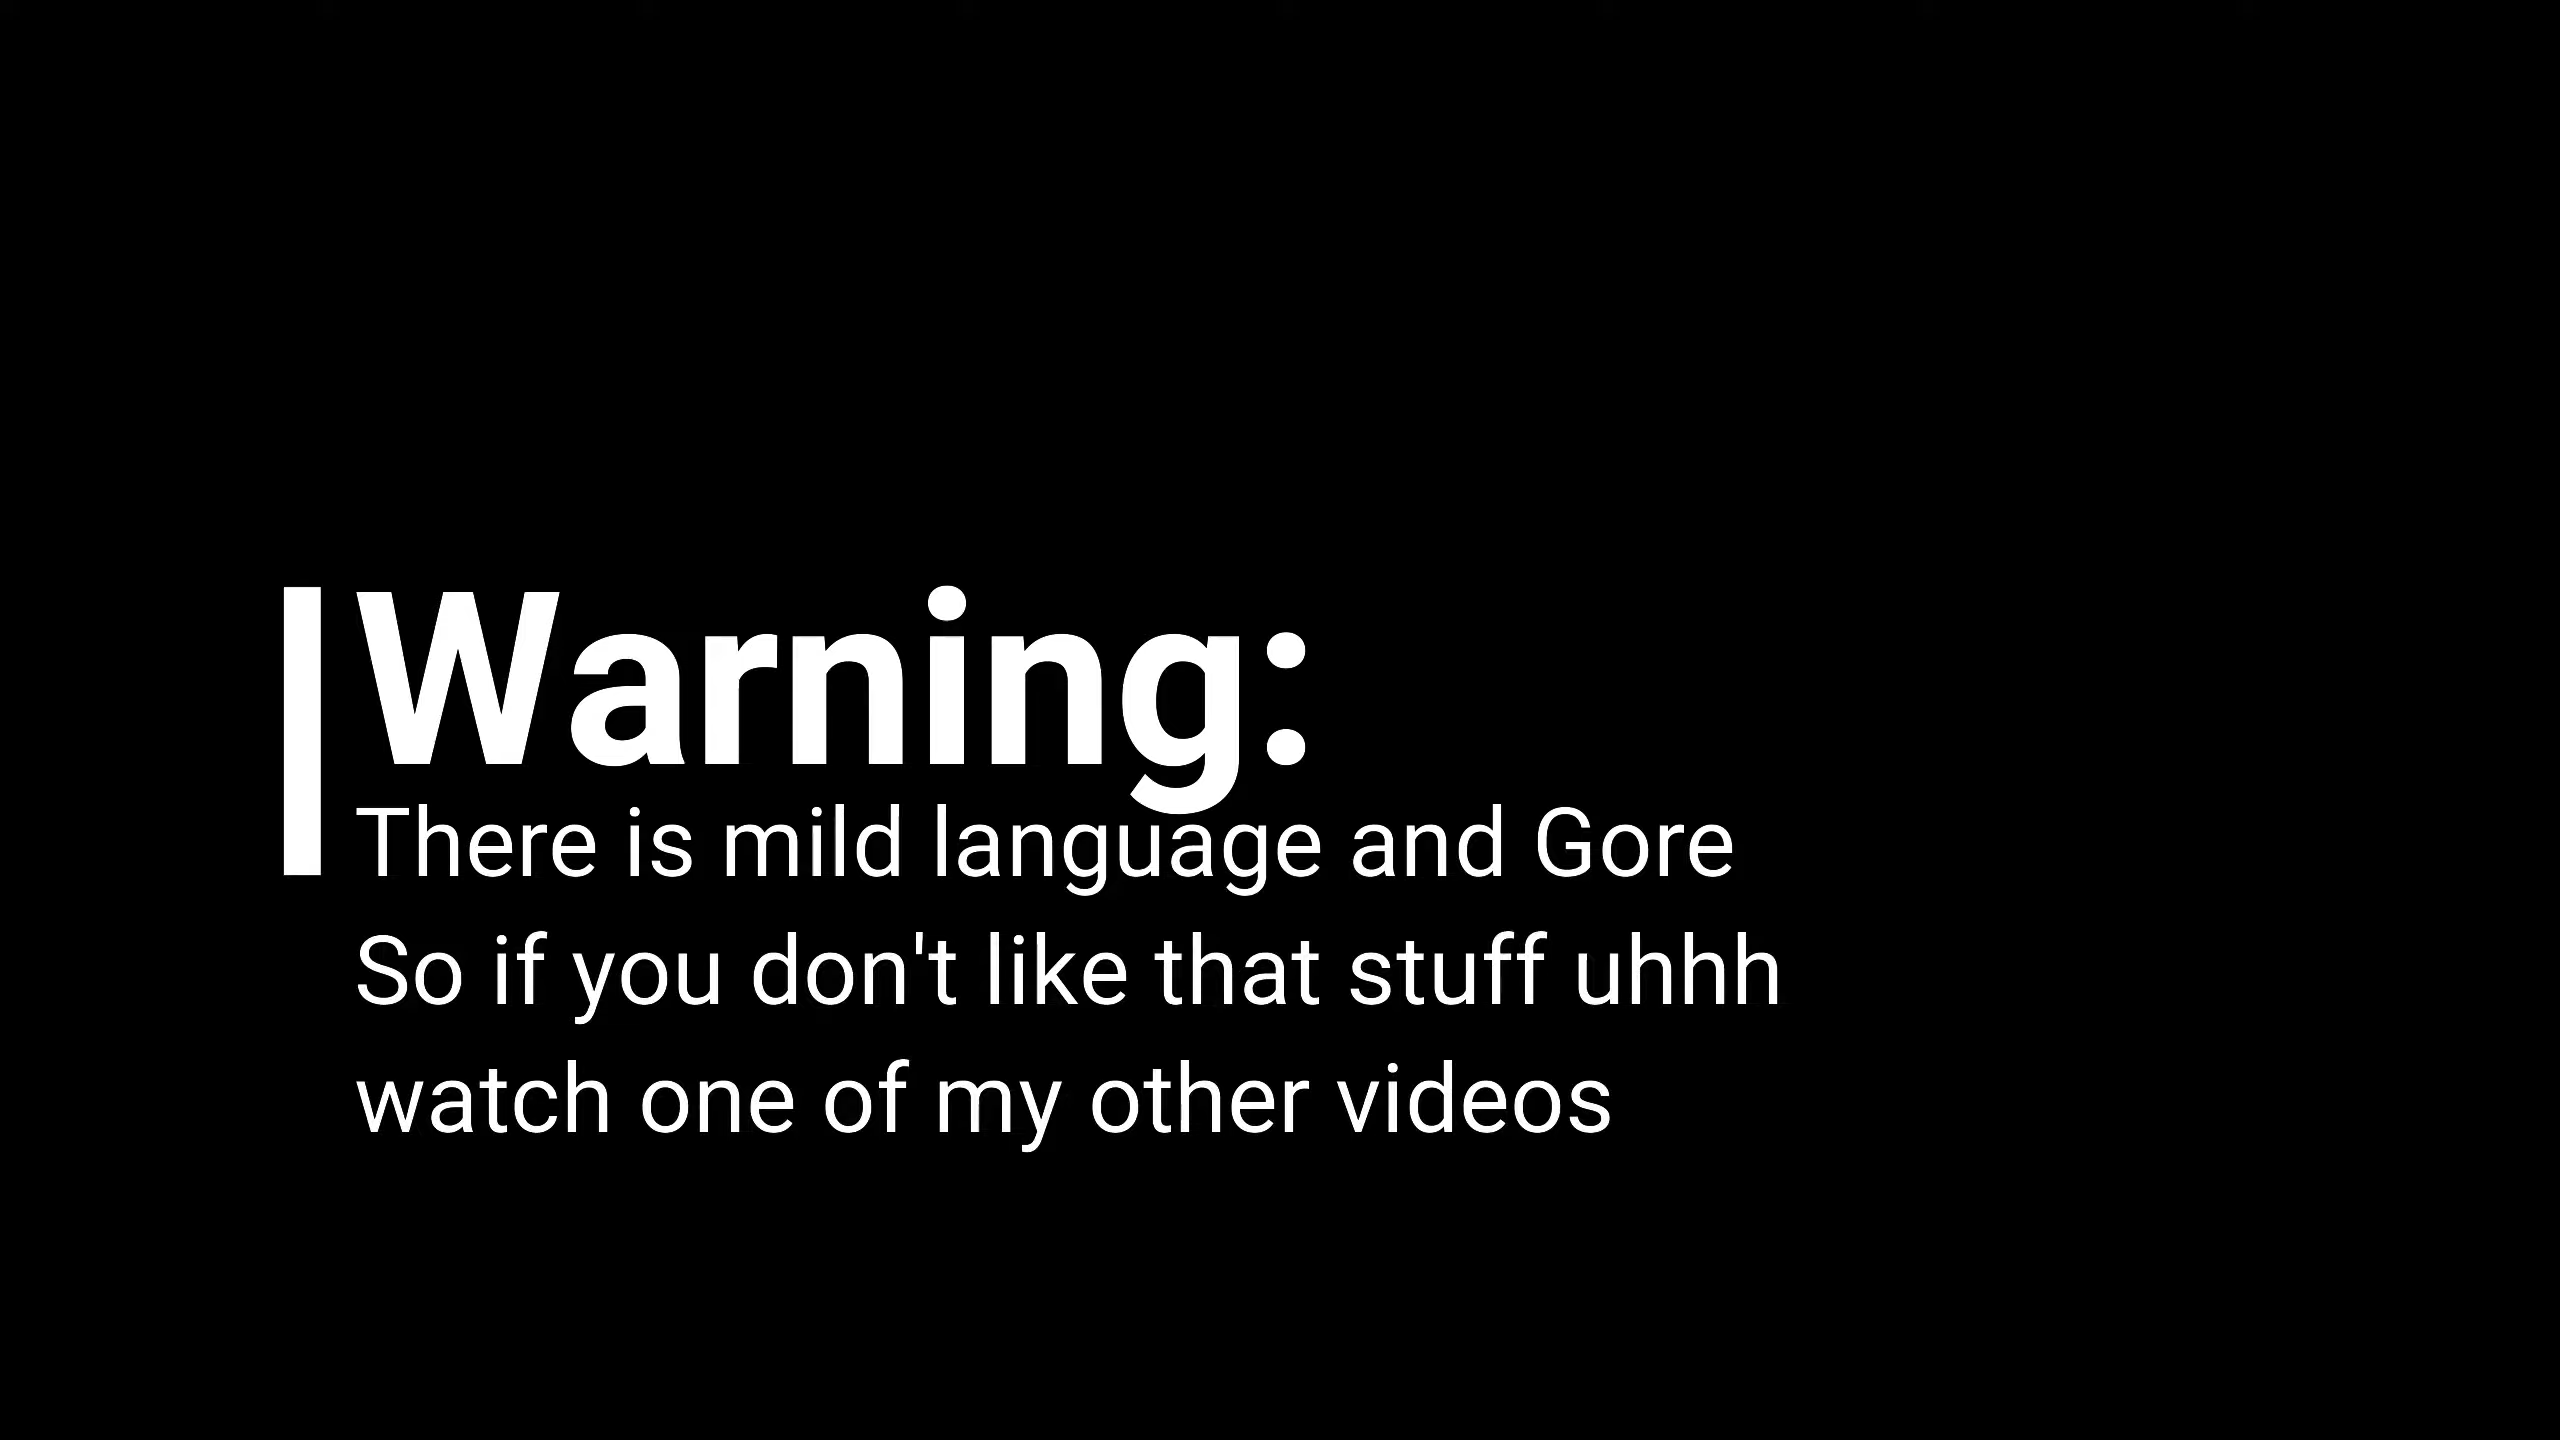 Warning:
There is mild language and Gore
So if you don't like that stuff uhhh
watch one of my other videos